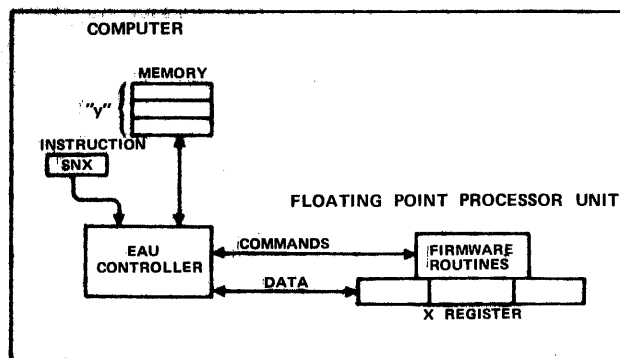 COMPUTER
MEMORY
"y"
INSTRUCTION
SNX
FLOATING POINT PROCESSOR UNIT
EAU
CONTROLLER
COMMANDS
FIRMWARE
ROUTINES
DATA
X REGISTER